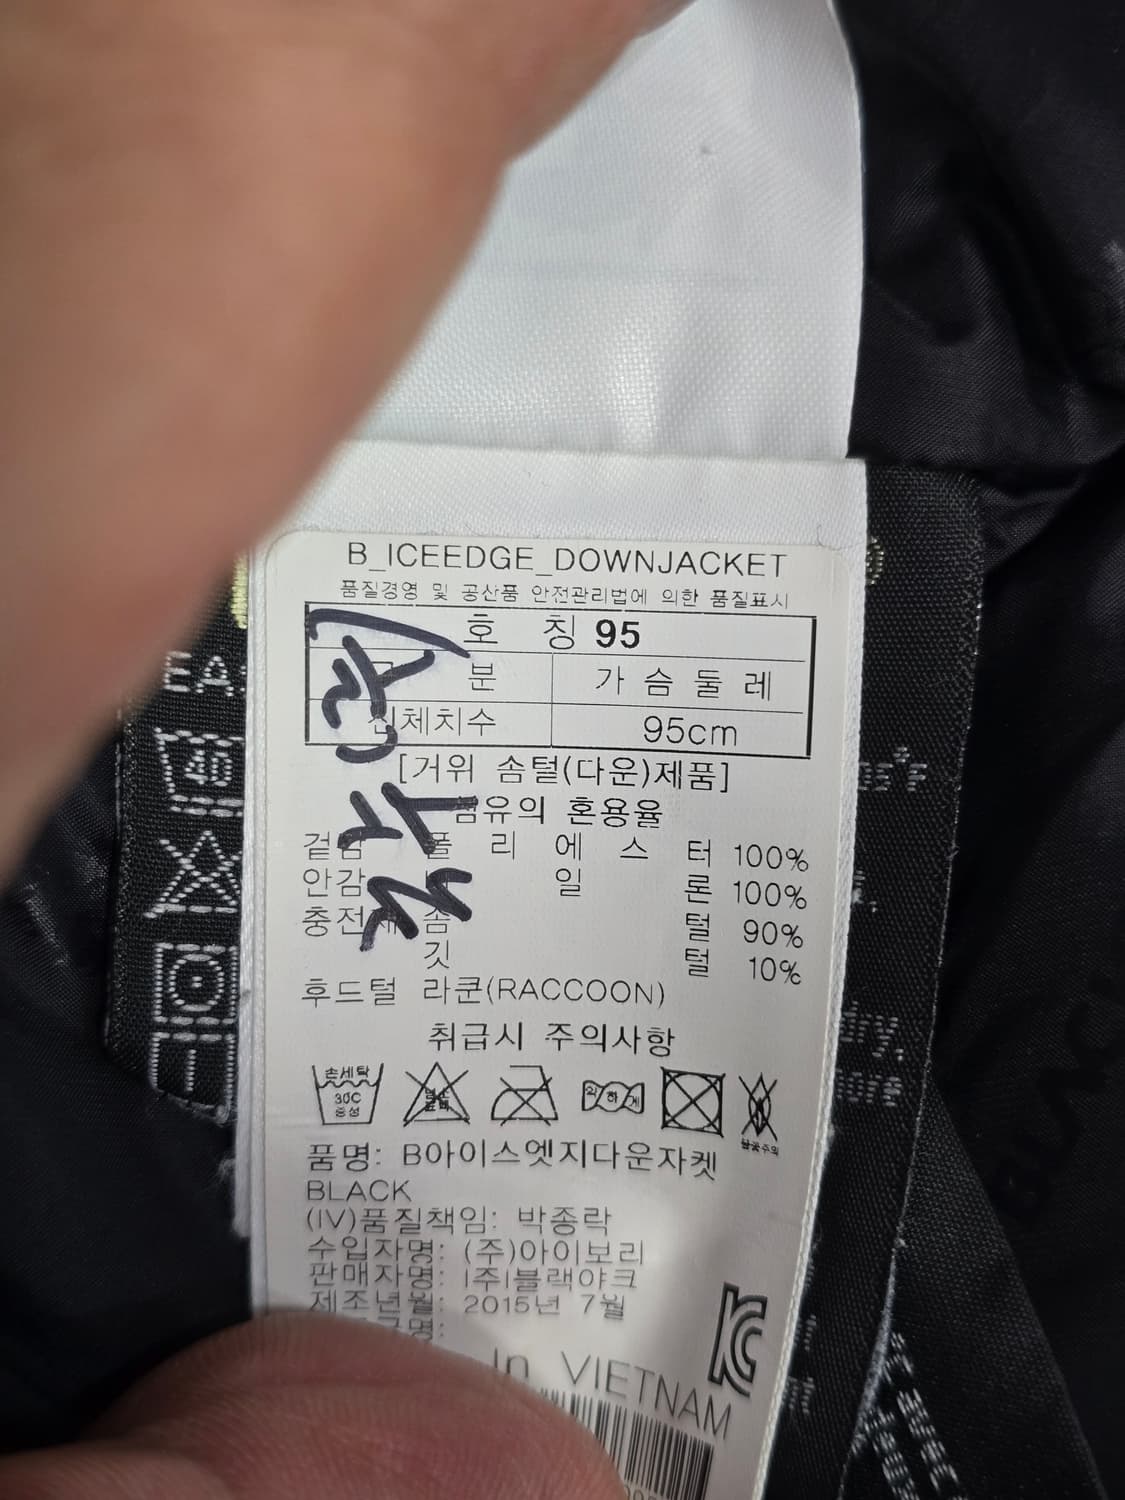 B_ICEEDGE_DOWNJACKET
품질경영 및 공산품 안전관리법에 의한 품질표시
호 칭 95
분 가슴둘레
신체치수 95cm
[거위 솜털(다운)제품]
섬유의 혼용율
겉감 폴 리 에 스 터 100%
안감 일 론 100%
충전재 솜 털 90%
깃 털 10%
후드털 라쿤(RACCOON)
취급시 주의사항
손세탁
30C
중성
약하게
품명: B아이스엣지다운자켓
BLACK
(IV)품질책임: 박종락
수입자명: (주)아이보리
판매자명: (주)블랙야크
제조년월: 2015년 7월
In VIETNAM
EA
40
dry.
more